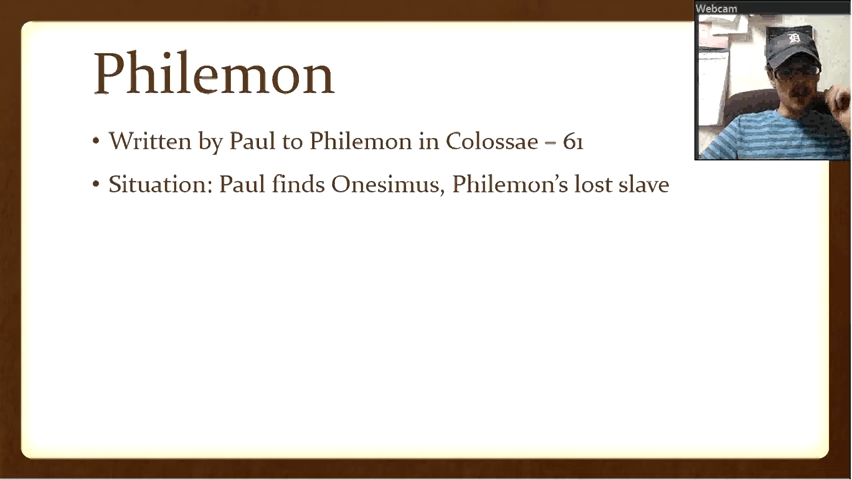 Webcam
Philemon
• Written by Paul to Philemon in Colossae – 61
• Situation: Paul finds Onesimus, Philemon's lost slave